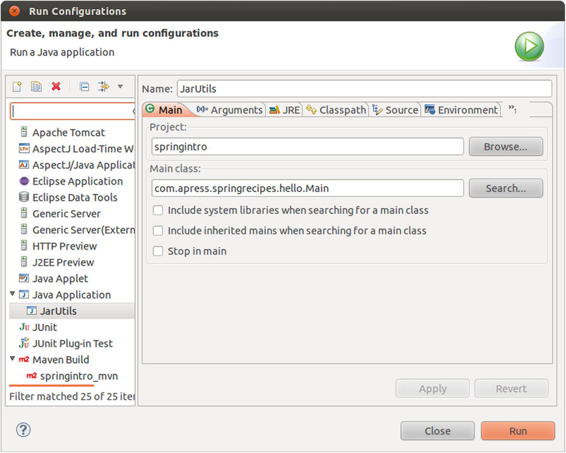 Run Configurations
Create, manage, and run configurations
Run a Java application
Apache Tomcat
AspectJ Load-Time W
AspectJ/Java Applicat
Eclipse Application
Eclipse Data Tools
Generic Server
Generic Server(Extern
HTTP Preview
J2EE Preview
Java Applet
Java Application
JarUtils
JUnit
JUnit Plug-in Test
Maven Build
springintro_mvn
Filter matched 25 of 25 iter
Name: JarUtils
Main Arguments JRE Classpath Source Environment »1
Project:
springintro Browse...
Main class:
com.apress.springrecipes.hello.Main Search...
Include system libraries when searching for a main class
Include inherited mains when searching for a main class
Stop in main
Apply Revert
Close Run